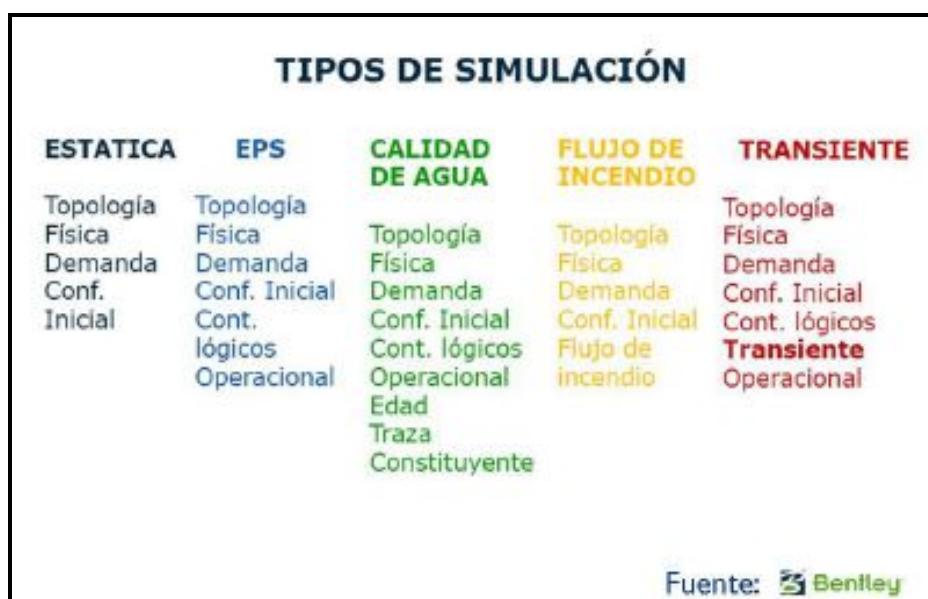 TIPOS DE SIMULACIÓN
ESTATICA
Topología
Física
Demanda
Conf.
Inicial
EPS
Topología
Física
Demanda
Conf. Inicial
Cont.
lógicos
Operacional
CALIDAD
DE AGUA
Topología
Física
Demanda
Conf. Inicial
Cont. lógicos
Operacional
Edad
Traza
Constituyente
FLUJO DE
INCENDIO
Topología
Física
Demanda
Conf. Inicial
Flujo de
incendio
TRANSIENTE
Topología
Física
Demanda
Conf. Inicial
Cont. lógicos
Transiente
Operacional
Fuente: Bentley